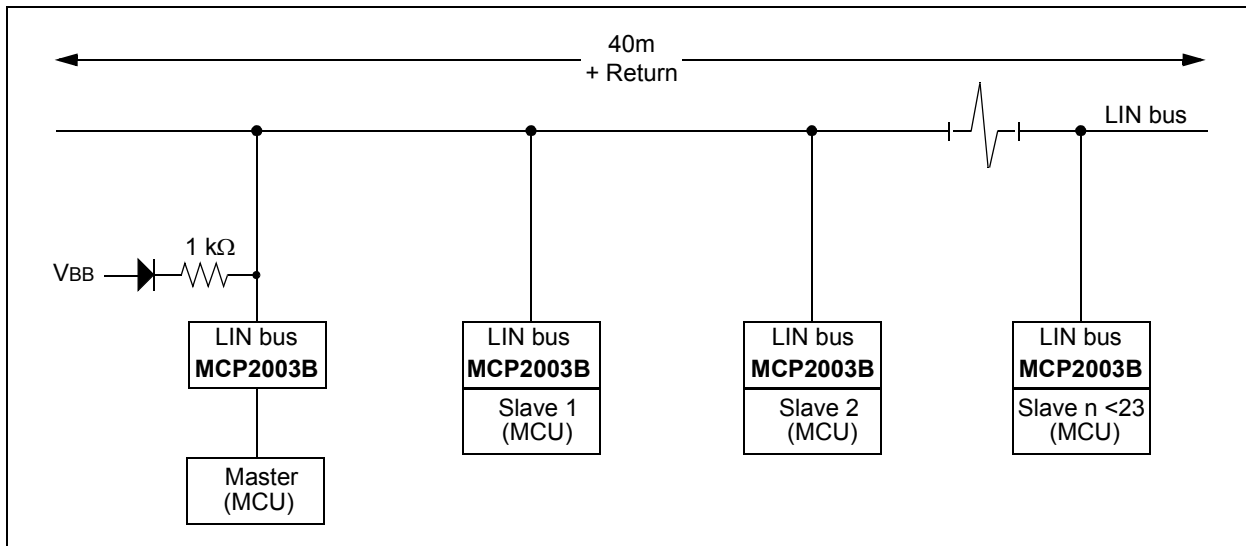 40m
+ Return
LIN bus
1 kΩ
VBB
LIN bus
MCP2003B
Master
(MCU)
LIN bus
MCP2003B
Slave 1
(MCU)
LIN bus
MCP2003B
Slave 2
(MCU)
LIN bus
MCP2003B
Slave n <23
(MCU)